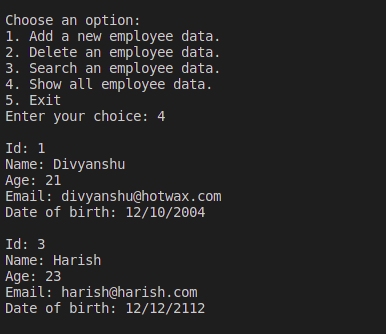 Choose an option:
1. Add a new employee data.
2. Delete an employee data.
3. Search an employee data.
4. Show all employee data.
5. Exit
Enter your choice: 4
Id: 1
Name: Divyanshu
Age: 21
Email: divyanshu@hotwax.com
Date of birth: 12/10/2004
Id: 3
Name: Harish
Age: 23
Email: harish@harish.com
Date of birth: 12/12/2112